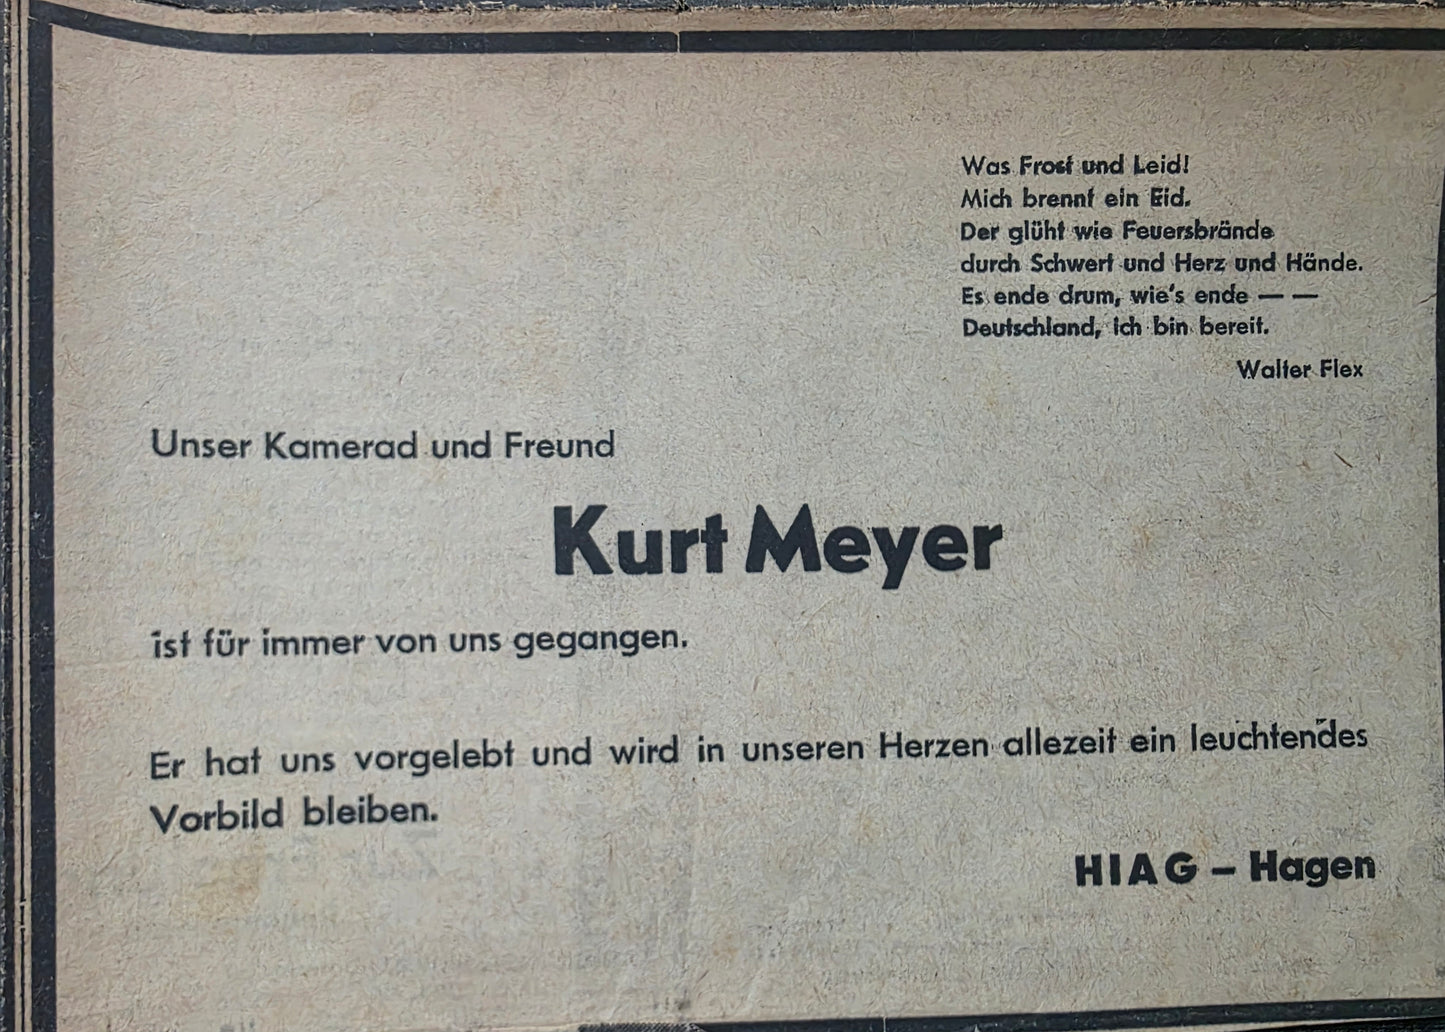 Was Frost und Leid!
Mich brennt ein Eid.
Der glüht wie Feuersbrände
durch Schwert und Herz und Hände.
Es ende drum, wie's ende — —
Deutschland, ich bin bereit.
Walter Flex
Unser Kamerad und Freund
Kurt Meyer
ist für immer von uns gegangen.
Er hat uns vorgelebt und wird in unseren Herzen allezeit ein leuchtendes
Vorbild bleiben.
HIAG – Hagen